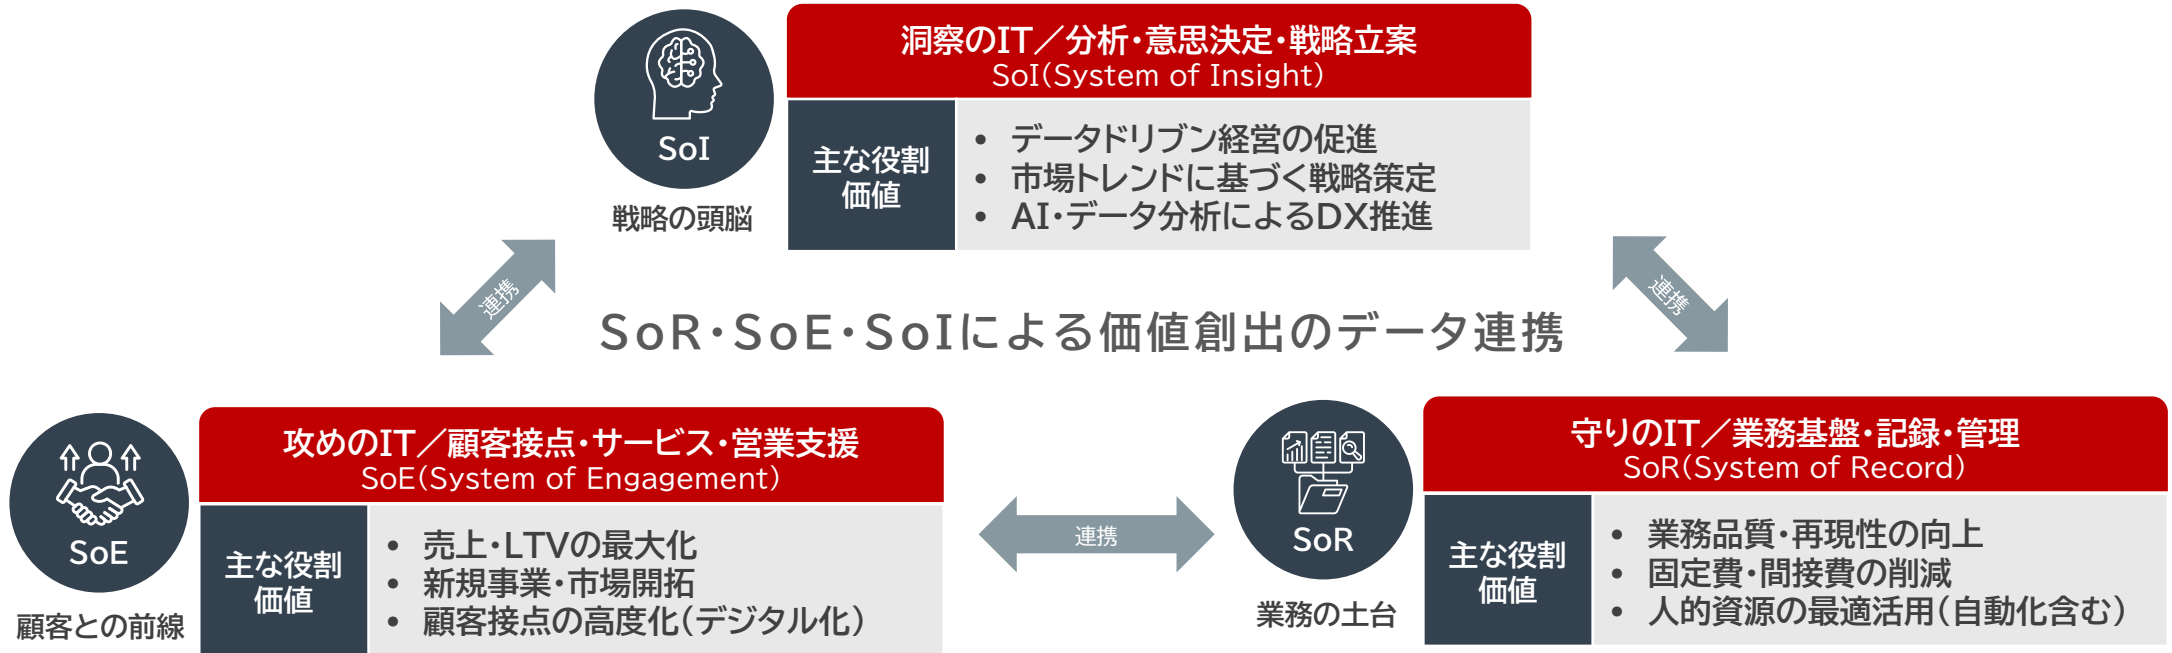 洞察のIT／分析・意思決定・戦略立案
SoI（System of Insight）
SoI
戦略の頭脳
主な役割
価値
• データドリブン経営の促進
• 市場トレンドに基づく戦略策定
• AI・データ分析によるDX推進
連携
連携
SoR・SoE・SoIによる価値創出のデータ連携
攻めのIT／顧客接点・サービス・営業支援
SoE（System of Engagement）
SoE
顧客との前線
主な役割
価値
• 売上・LTVの最大化
• 新規事業・市場開拓
• 顧客接点の高度化（デジタル化）
連携
守りのIT／業務基盤・記録・管理
SoR（System of Record）
SoR
業務の土台
主な役割
価値
• 業務品質・再現性の向上
• 固定費・間接費の削減
• 人的資源の最適活用（自動化含む）